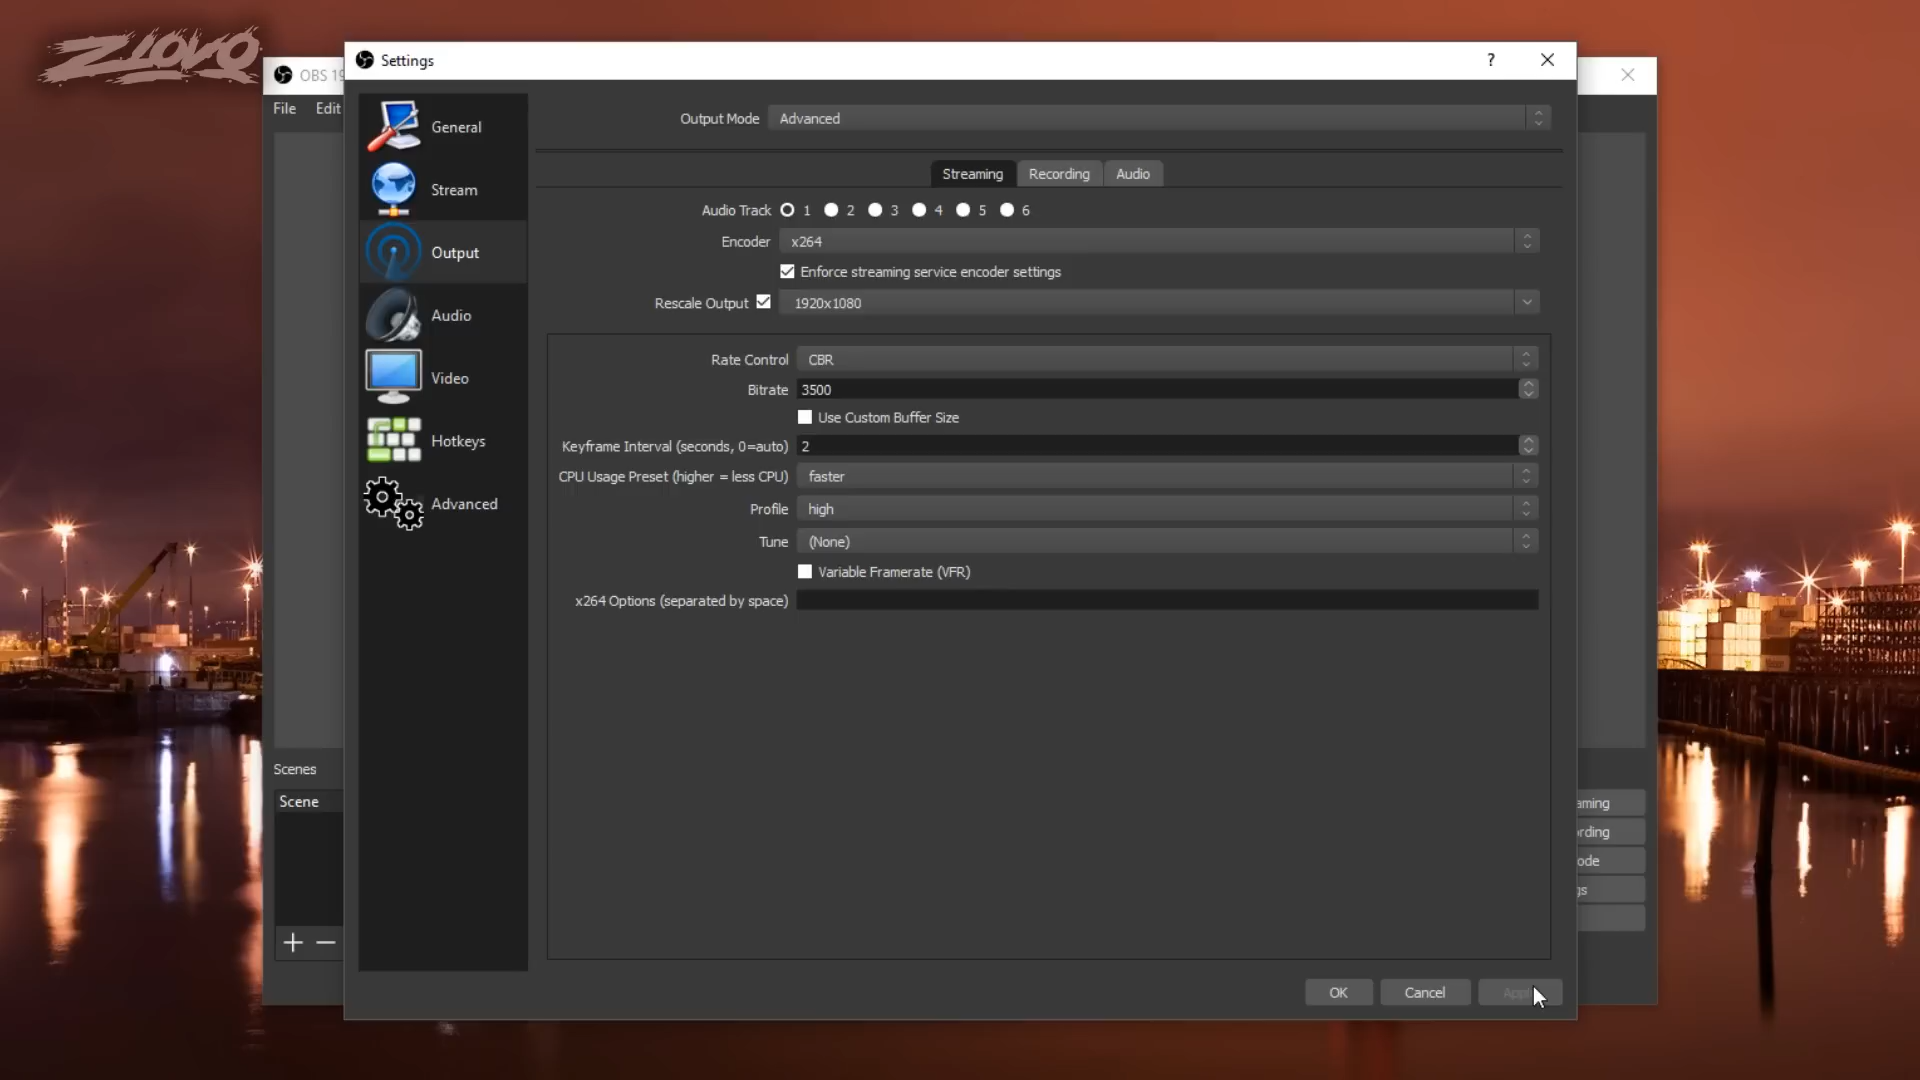 ZLOVO
OBS 19
File Edit
Settings ?
General
Stream
Output
Audio
Video
Hotkeys
Advanced
Output Mode Advanced
Streaming Recording Audio
Audio Track 1 2 3 4 5 6
Encoder x264
Enforce streaming service encoder settings
Rescale Output 1920x1080
Rate Control CBR
Bitrate 3500
Use Custom Buffer Size
Keyframe Interval (seconds, 0=auto) 2
CPU Usage Preset (higher = less CPU) faster
Profile high
Tune (None)
Variable Framerate (VFR)
x264 Options (separated by space)
Scenes
Scene
aming
rding
ode
gs
OK Cancel